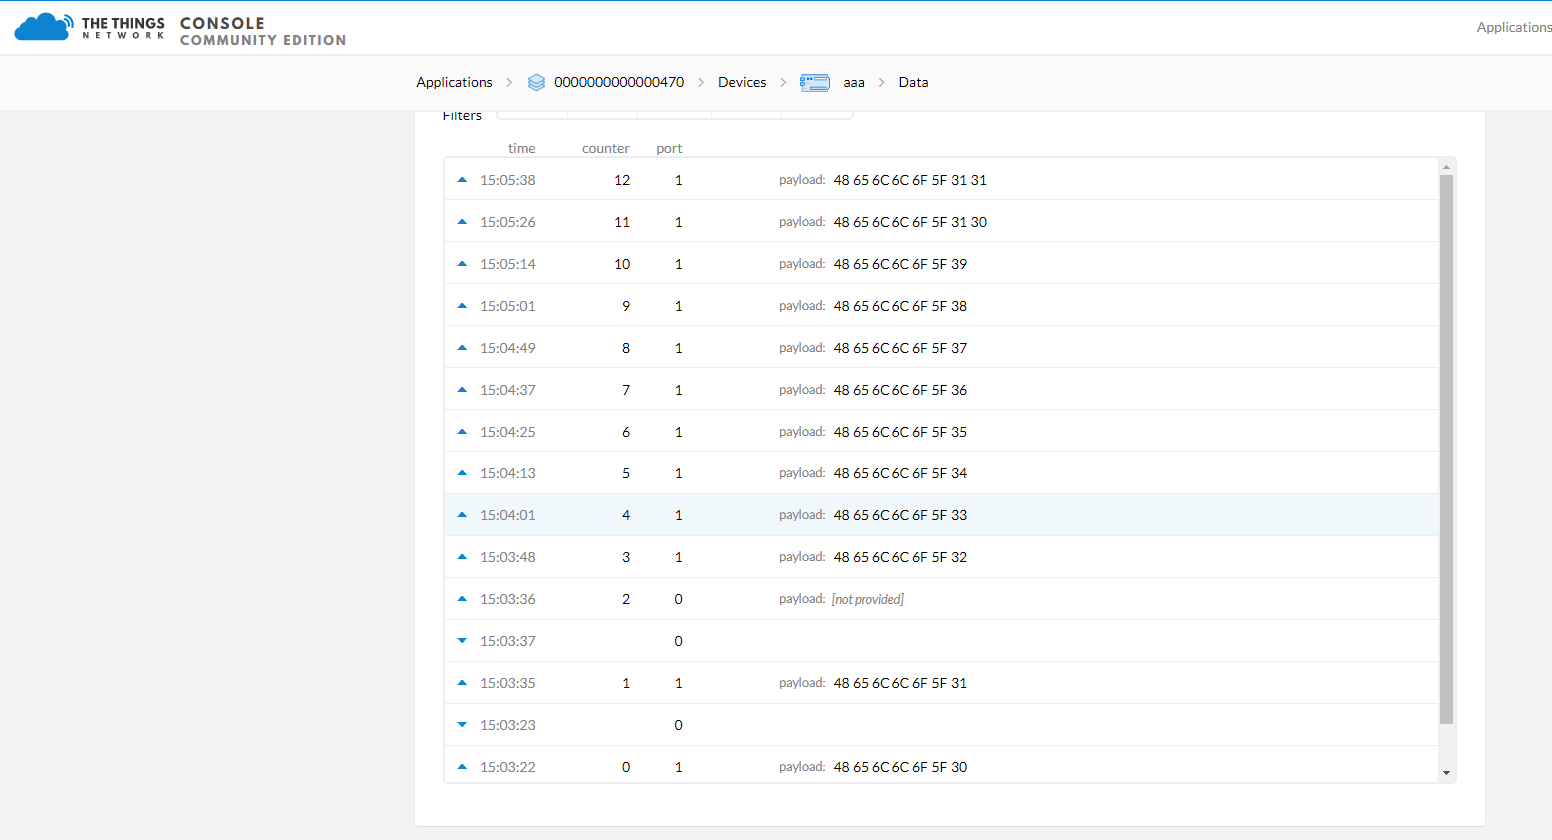 THE THINGS NETWORK CONSOLE COMMUNITY EDITION
Applications
Applications 0000000000000470 Devices aaa Data
Filters
time counter port
15:05:38 12 1 payload: 48 65 6C 6C 6F 5F 31 31
15:05:26 11 1 payload: 48 65 6C 6C 6F 5F 31 30
15:05:14 10 1 payload: 48 65 6C 6C 6F 5F 39
15:05:01 9 1 payload: 48 65 6C 6C 6F 5F 38
15:04:49 8 1 payload: 48 65 6C 6C 6F 5F 37
15:04:37 7 1 payload: 48 65 6C 6C 6F 5F 36
15:04:25 6 1 payload: 48 65 6C 6C 6F 5F 35
15:04:13 5 1 payload: 48 65 6C 6C 6F 5F 34
15:04:01 4 1 payload: 48 65 6C 6C 6F 5F 33
15:03:48 3 1 payload: 48 65 6C 6C 6F 5F 32
15:03:36 2 0 payload: [not provided]
15:03:37 0
15:03:35 1 1 payload: 48 65 6C 6C 6F 5F 31
15:03:23 0
15:03:22 0 1 payload: 48 65 6C 6C 6F 5F 30